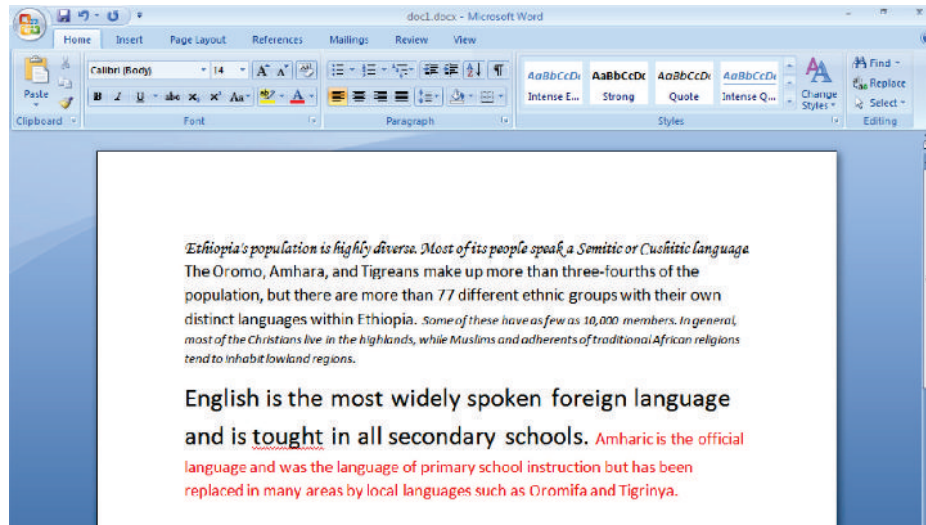 doc1.docx - Microsoft Word
Home Insert Page Layout References Mailings Review View
Calibri (Body) 14
Paste
B I U abe x₂ x² Aa
AaBbCcDc AaBbCcDc AaBbCcDc AaBbCcDc
Intense E... Strong Quote Intense Q...
Change Styles
Find
Replace
Select
Clipboard Font Paragraph Styles Editing
Ethiopia's population is highly diverse. Most of its people speak a Semitic or Cushitic language.
The Oromo, Amhara, and Tigreans make up more than three-fourths of the
population, but there are more than 77 different ethnic groups with their own
distinct languages within Ethiopia. Some of these have as few as 10,000 members. In general,
most of the Christians live in the highlands, while Muslims and adherents of traditional African religions
tend to inhabit lowland regions.
English is the most widely spoken foreign language
and is tought in all secondary schools. Amharic is the official
language and was the language of primary school instruction but has been
replaced in many areas by local languages such as Oromifa and Tigrinya.